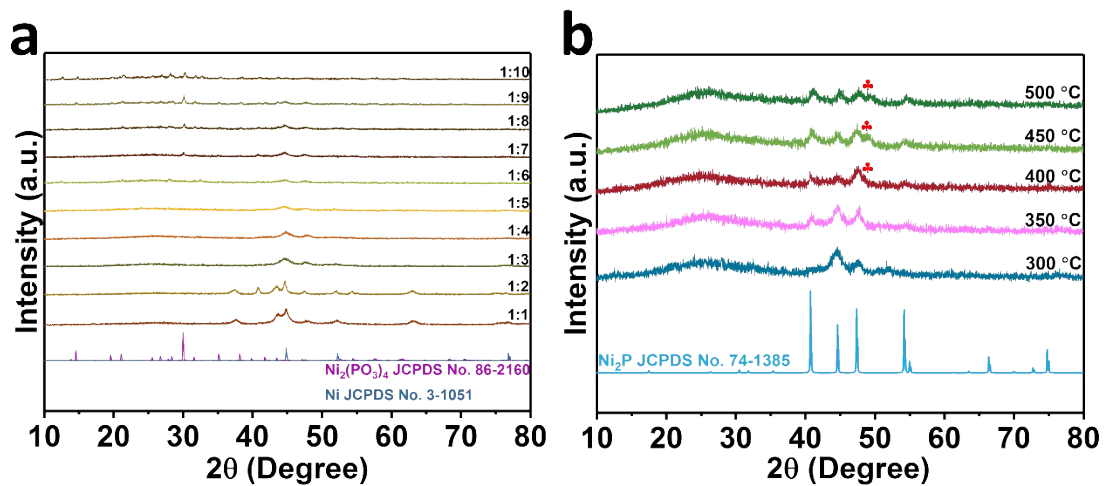 a
1:10
1:9
1:8
1:7
1:6
1:5
1:4
1:3
1:2
1:1
Ni₂(PO₃)₄ JCPDS No. 86-2160
Ni JCPDS No. 3-1051
Intensity (a.u.)
10 20 30 40 50 60 70 80
2θ (Degree)
b
500 °C
450 °C
400 °C
350 °C
300 °C
Ni₂P JCPDS No. 74-1385
Intensity (a.u.)
10 20 30 40 50 60 70 80
2θ (Degree)